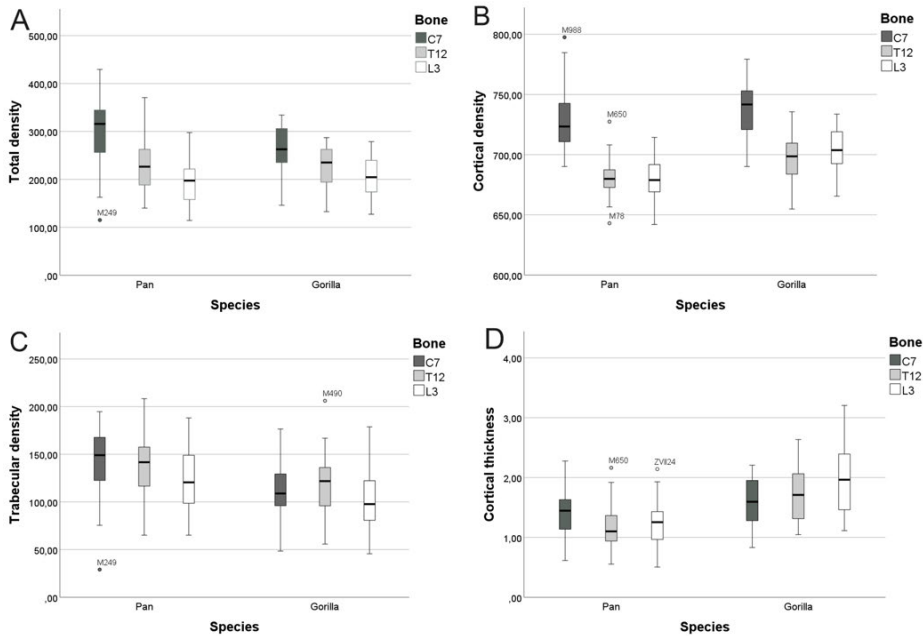 A
Bone
C7
T12
L3
500,00
400,00
300,00
200,00
100,00
,00
Total density
M249
Pan
Gorilla
Species
B
Bone
C7
T12
L3
800,00
750,00
700,00
650,00
600,00
Cortical density
M988
M650
M78
Pan
Gorilla
Species
C
Bone
C7
T12
L3
250,00
200,00
150,00
100,00
50,00
,00
Trabecular density
M249
M490
Pan
Gorilla
Species
D
Bone
C7
T12
L3
4,00
3,00
2,00
1,00
,00
Cortical thickness
M650
ZVII24
Pan
Gorilla
Species